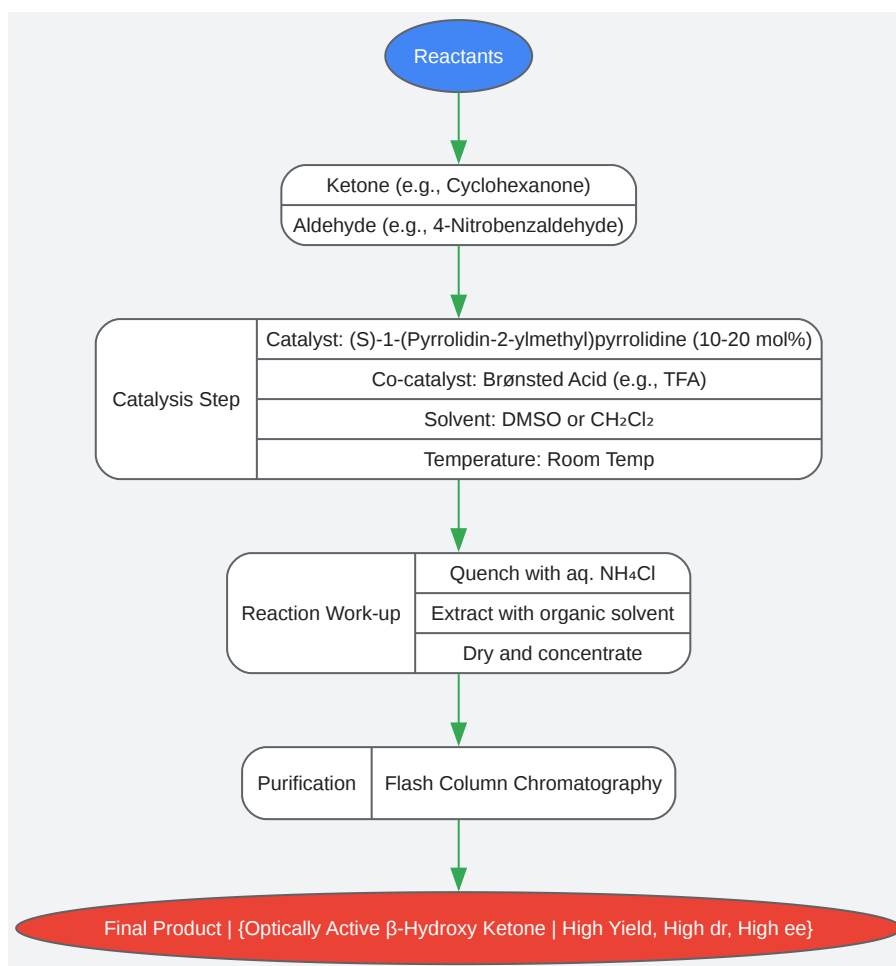 Reactants
Ketone (e.g., Cyclohexanone)
Aldehyde (e.g., 4-Nitrobenzaldehyde)
Catalysis Step
Catalyst: (S)-1-(Pyrrolidin-2-ylmethyl)pyrrolidine (10-20 mol%)
Co-catalyst: Brønsted Acid (e.g., TFA)
Solvent: DMSO or CH₂Cl₂
Temperature: Room Temp
Reaction Work-up
Quench with aq. NH₄Cl
Extract with organic solvent
Dry and concentrate
Purification
Flash Column Chromatography
Final Product | {Optically Active β-Hydroxy Ketone | High Yield, High dr, High ee}